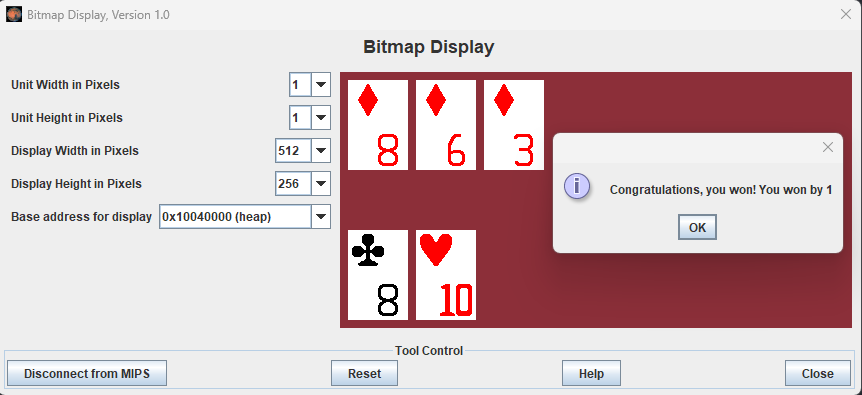 Bitmap Display, Version 1.0
Bitmap Display
Unit Width in Pixels 1
Unit Height in Pixels 1
Display Width in Pixels 512
Display Height in Pixels 256
Base address for display 0x10040000 (heap)
8 6 3
Congratulations, you won! You won by 1
OK
8 10
Tool Control
Disconnect from MIPS Reset Help Close